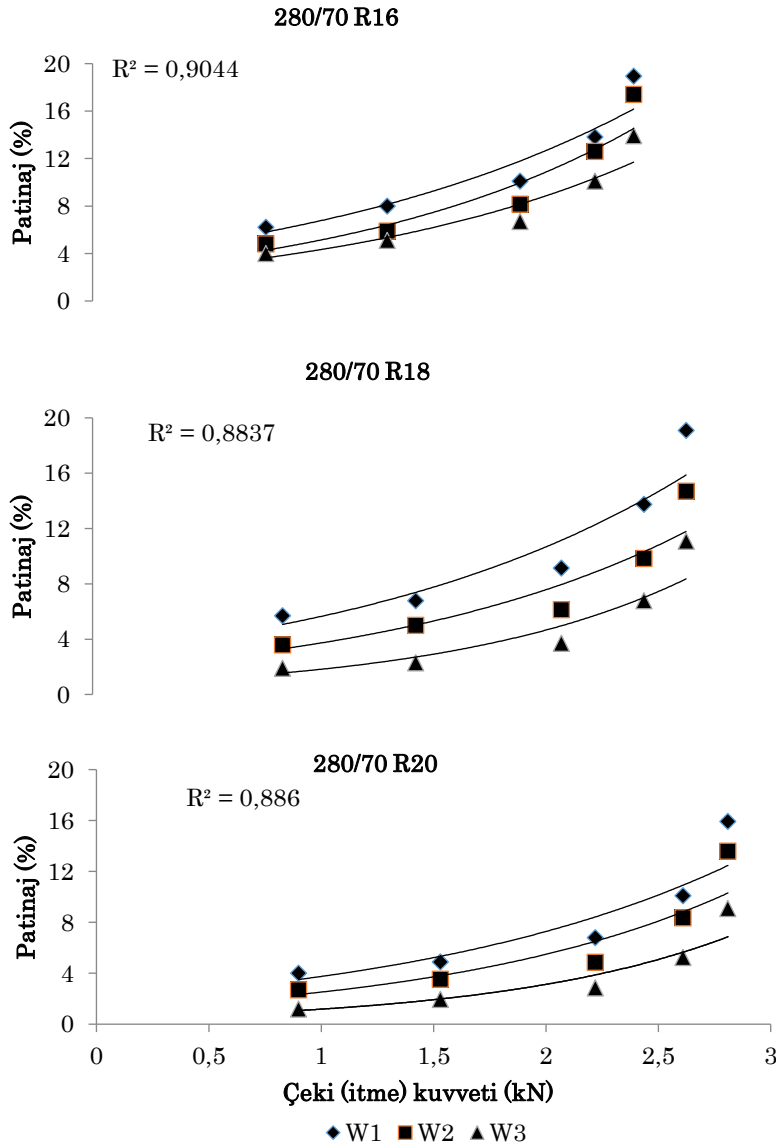 280/70 R16
R² = 0,9044
Patinaj (%)
20
16
12
8
4
0
280/70 R18
R² = 0,8837
Patinaj (%)
20
16
12
8
4
0
280/70 R20
R² = 0,886
Patinaj (%)
20
16
12
8
4
0
0 0,5 1 1,5 2 2,5 3
Çeki (itme) kuvveti (kN)
W1 W2 W3